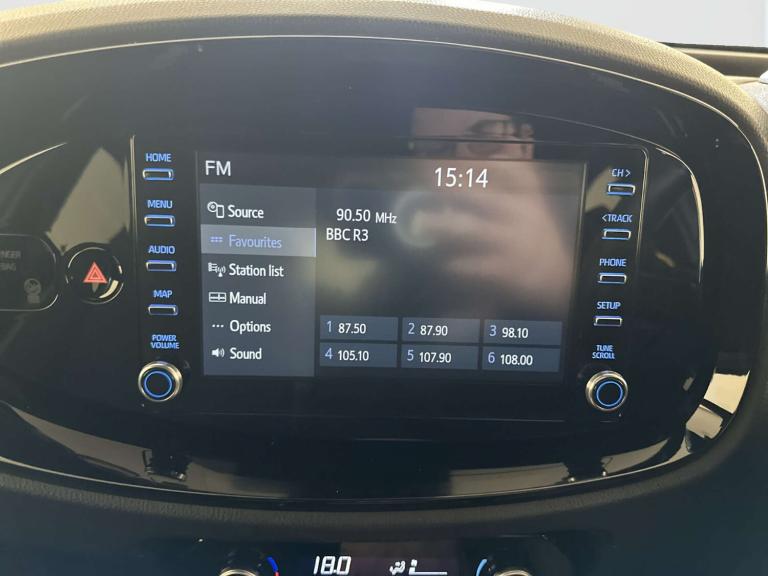 HOME
MENU
AUDIO
MAP
POWER
VOLUME
FM
15:14
Source
Favourites
Station list
Manual
Options
Sound
90.50 MHz
BBC R3
1 87.50
2 87.90
3 98.10
4 105.10
5 107.90
6 108.00
CH >
< TRACK
PHONE
SETUP
TUNE
SCROLL
18.0